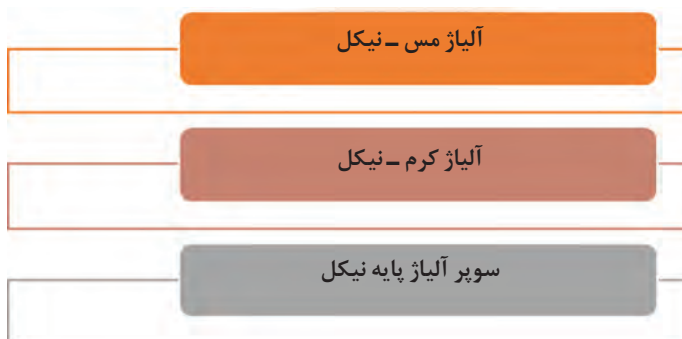 آلیاژ مس ـ نیکل
آلیاژ کرم ـ نیکل
سوپر آلیاژ پایه نیکل